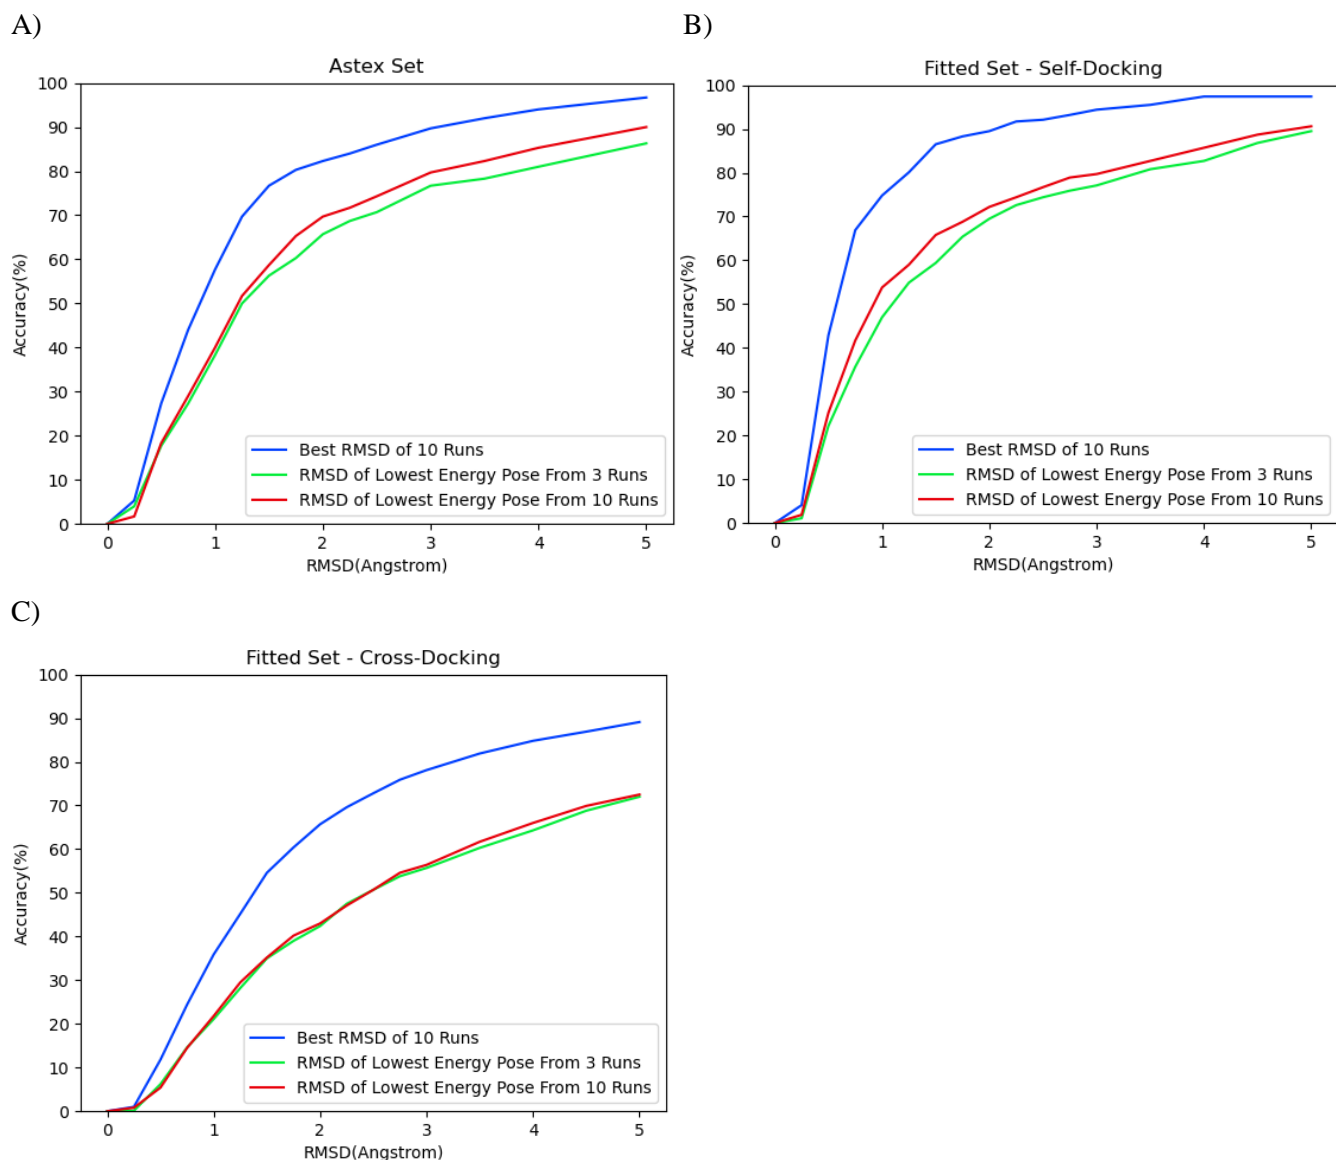 A)
Astex Set
100
90
80
70
60
50
40
30
20
10
0
Accuracy(%)
0 1 2 3 4 5
RMSD(Angstrom)
Best RMSD of 10 Runs
RMSD of Lowest Energy Pose From 3 Runs
RMSD of Lowest Energy Pose From 10 Runs
B)
Fitted Set - Self-Docking
100
90
80
70
60
50
40
30
20
10
0
Accuracy(%)
0 1 2 3 4 5
RMSD(Angstrom)
Best RMSD of 10 Runs
RMSD of Lowest Energy Pose From 3 Runs
RMSD of Lowest Energy Pose From 10 Runs
C)
Fitted Set - Cross-Docking
100
90
80
70
60
50
40
30
20
10
0
Accuracy(%)
0 1 2 3 4 5
RMSD(Angstrom)
Best RMSD of 10 Runs
RMSD of Lowest Energy Pose From 3 Runs
RMSD of Lowest Energy Pose From 10 Runs